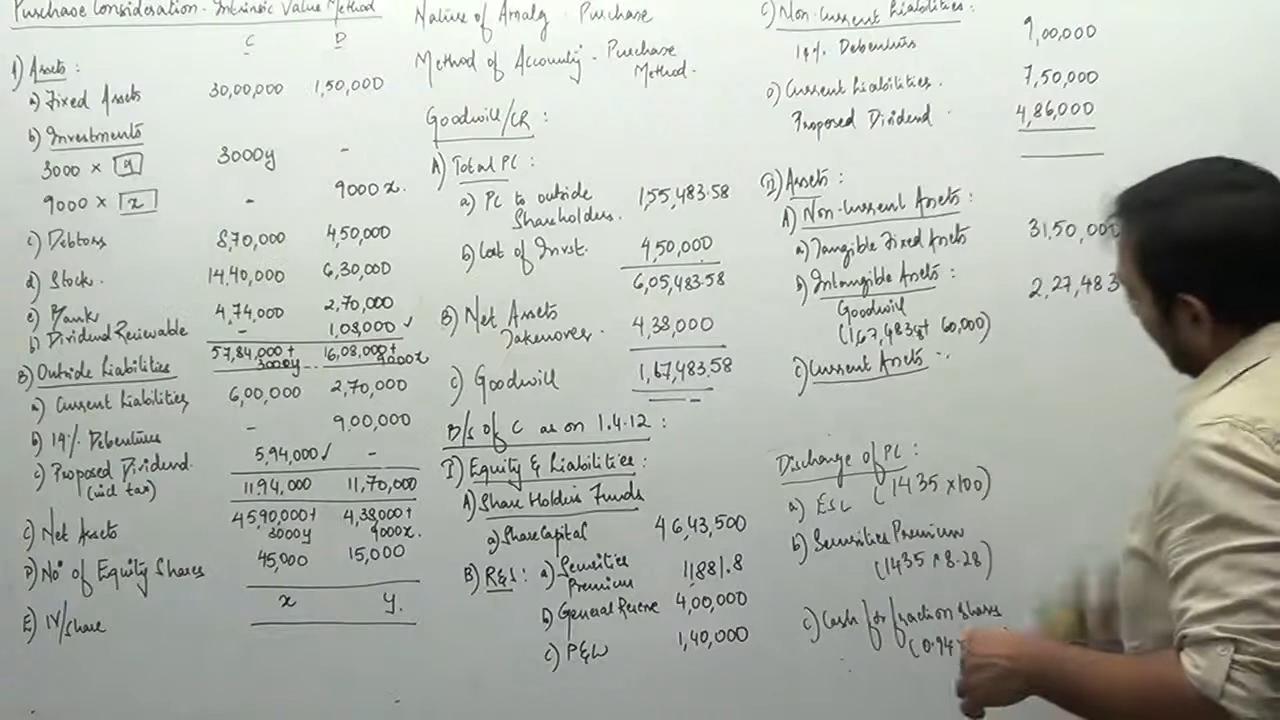 Purchase Consideration - Intrinsic Value Method
C D
A) Assets :
a) Fixed Assets 30,00,000 1,50,000
b) Investments
3000 × y 3000y -
9000 × x - 9000x.
c) Debtors 8,70,000 4,50,000
d) Stock. 14,40,000 6,30,000
e) Bank 4,74,000 2,70,000
b) Dividend Receivable - 1,08,000 ✓
57,84,000+ 3000y 16,08,000+ 9000x
B) Outside Liabilities
a) Current Liabilities 6,00,000 2,70,000
b) 14% Debentures - 9,00,000
c) Proposed Dividend. 5,94,000 ✓ -
(incl tax) 1194,000 11,70,000
C) Net Assets 4590,000+ 3000y 4,38,000+ 9000x.
D) No of Equity Shares 45,000 15,000
E) IV/share x y.
Nature of Amalg - Purchase
Method of Accounty - Purchase
Method.
Goodwill/CR :
A) Total PC :
a) PC to outside
Shareholders. 1,55,483.58
b) Cost of Invst. 4,50,000
6,05,483.58
B) Net Assets
Takenover. 4,38,000
C) Goodwill 1,67,483.58
B/S of C as on 1.4.12 :
I) Equity & Liabilities :
A) Share Holders Funds
a) Share Capital 46,43,500
B) R&S : a) Securities
Premium 11,881.8
b) General Reserve 4,00,000
c) P&L 1,40,000
C) Non-Current Liabilities :
14% Debentures 9,00,000
D) Current Liabilities. 7,50,000
Proposed Dividend. 4,86,000
II) Assets :
A) Non-Current Assets :
a) Tangible Fixed Assets 31,50,000
b) Intangible Assets :
Goodwill 2,27,483
(1,67,483.58+ 60,000)
c) Current Assets :
Discharge of PC :
a) ESC (1435 × 100)
b) Securities Premium
(1435 × 8.28)
c) Cash for fraction shares
(0.94